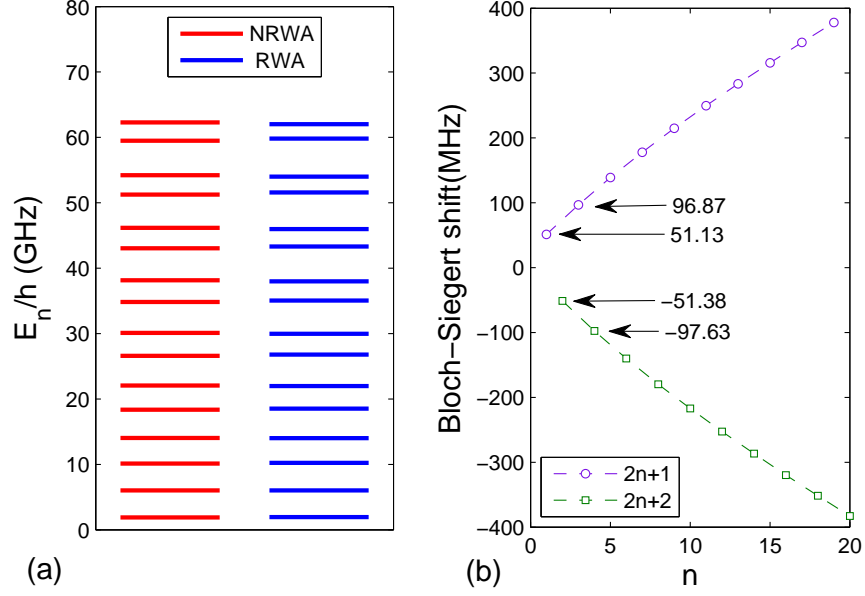 80
70
60
50
40
30
20
10
0
E_n/h (GHz)
NRWA
RWA
(a)
400
300
200
100
0
−100
−200
−300
−400
Bloch−Siegert shift(MHz)
96.87
51.13
−51.38
−97.63
2n+1
2n+2
0 5 10 15 20
n
(b)